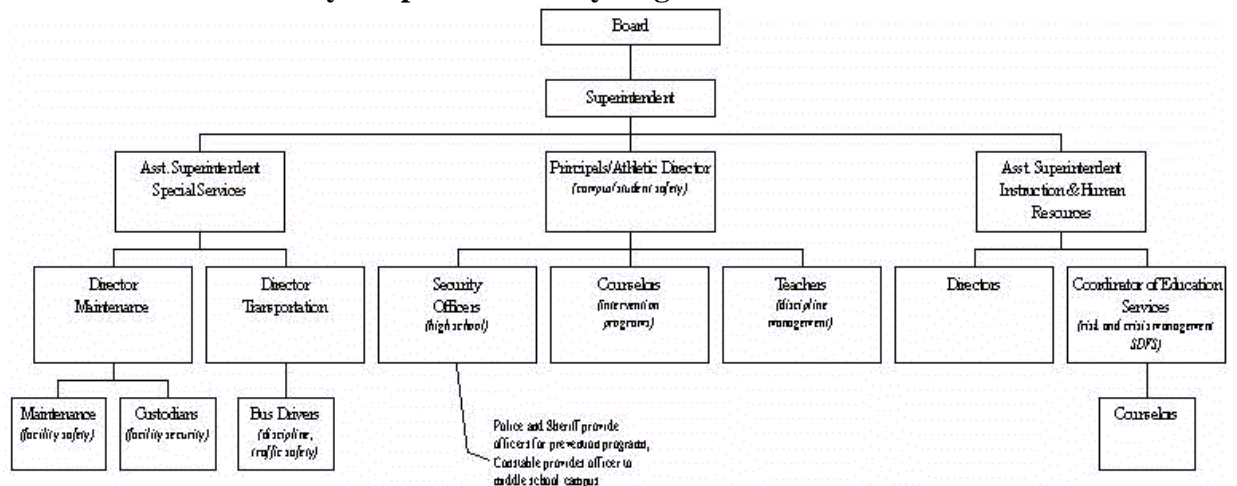 Board
Superintendent
Asst. Superintendent
Special Services
Principals/Athletic Director
(campus/student safety)
Asst. Superintendent
Instruction & Human
Resources
Director
Maintenance
Director
Transportation
Security
Officers
(high school)
Counselors
(intervention
programs)
Teachers
(discipline
management)
Directors
Coordinator of Education
Services
(risk and crisis management
SDFS)
Maintenance
(facility safety)
Custodians
(facility security)
Bus Drivers
(discipline,
traffic safety)
Police and Sheriff provide
officers for prevention programs,
Constable provides officer to
middle school campus
Counselors